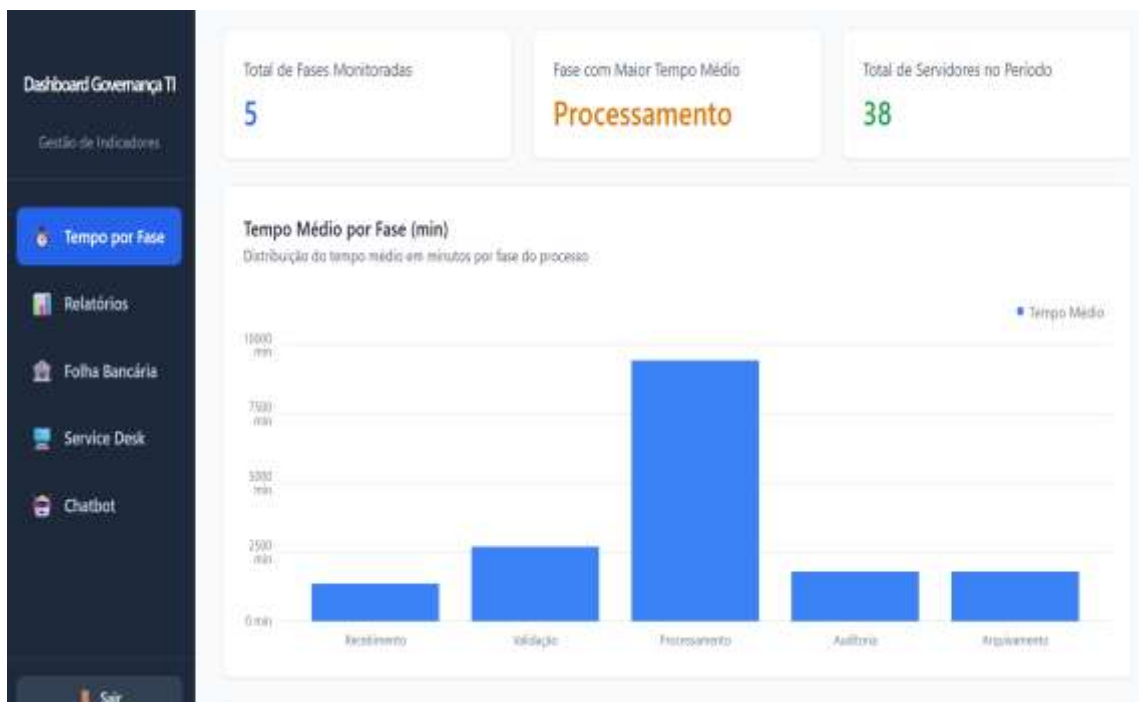 Dashboard Governança TI
Gestão de Indicadores
Tempo por Fase
Relatórios
Folha Bancária
Service Desk
Chatbot
Sair
Total de Fases Monitoradas
5
Fase com Maior Tempo Médio
Processamento
Total de Servidores no Período
38
Tempo Médio por Fase (min)
Distribuição do tempo médio em minutos por fase do processo
Tempo Médio
10000
min
7500
min
5000
min
2500
min
0 min
Recebimento
Validação
Processamento
Auditoria
Arquivamento